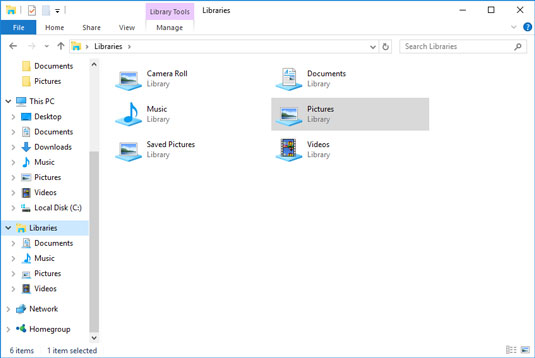 Library Tools
Libraries
File
Home
Share
View
Manage
Libraries
Search Libraries
Documents
Pictures
This PC
Desktop
Documents
Downloads
Music
Pictures
Videos
Local Disk (C:)
Libraries
Documents
Music
Pictures
Videos
Network
Homegroup
Camera Roll
Library
Documents
Library
Music
Library
Pictures
Library
Saved Pictures
Library
Videos
Library
6 items
1 item selected